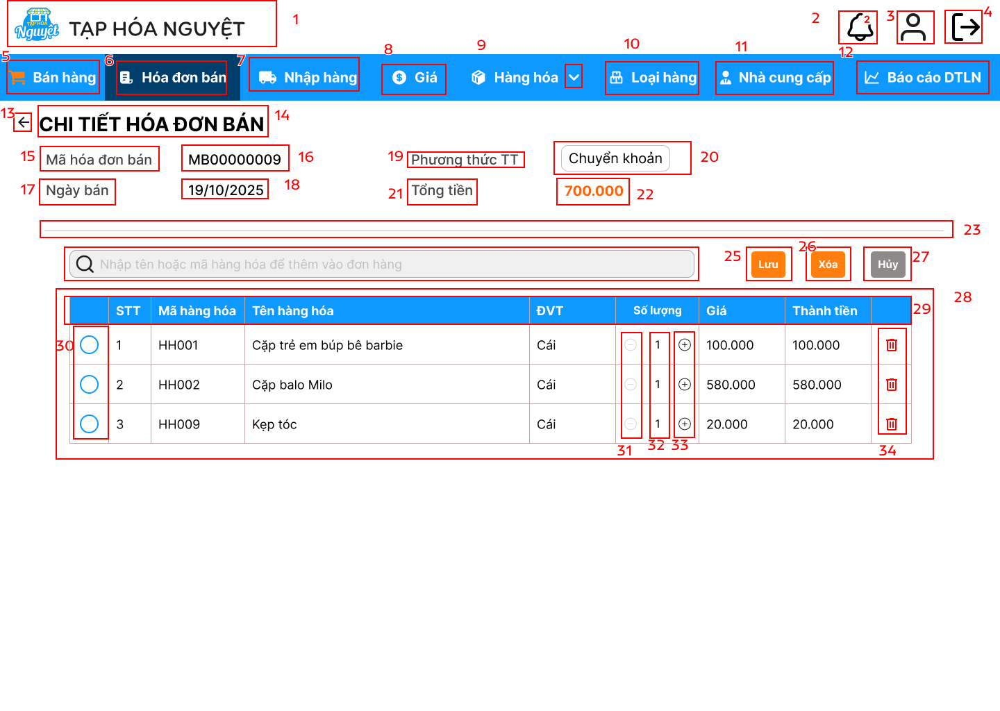 TẠP HÓA Nguyệt TẠP HÓA NGUYỆT 1 2 2 3 4
5 Bán hàng 6 Hóa đơn bán 7 Nhập hàng 8 Giá 9 Hàng hóa 10 Loại hàng 11 Nhà cung cấp 12 Báo cáo DTLN
13 CHI TIẾT HÓA ĐƠN BÁN 14
15 Mã hóa đơn bán MB00000009 16 19 Phương thức TT Chuyển khoản 20
17 Ngày bán 19/10/2025 18 21 Tổng tiền 700.000 22
23
Nhập tên hoặc mã hàng hóa để thêm vào đơn hàng 25 Lưu 26 Xóa Hủy 27
28
STT Mã hàng hóa Tên hàng hóa ĐVT Số lượng Giá Thành tiền 29
30 1 HH001 Cặp trẻ em búp bê barbie Cái 1 100.000 100.000
2 HH002 Cặp balo Milo Cái 1 580.000 580.000
3 HH009 Kẹp tóc Cái 1 20.000 20.000
31 32 33 34